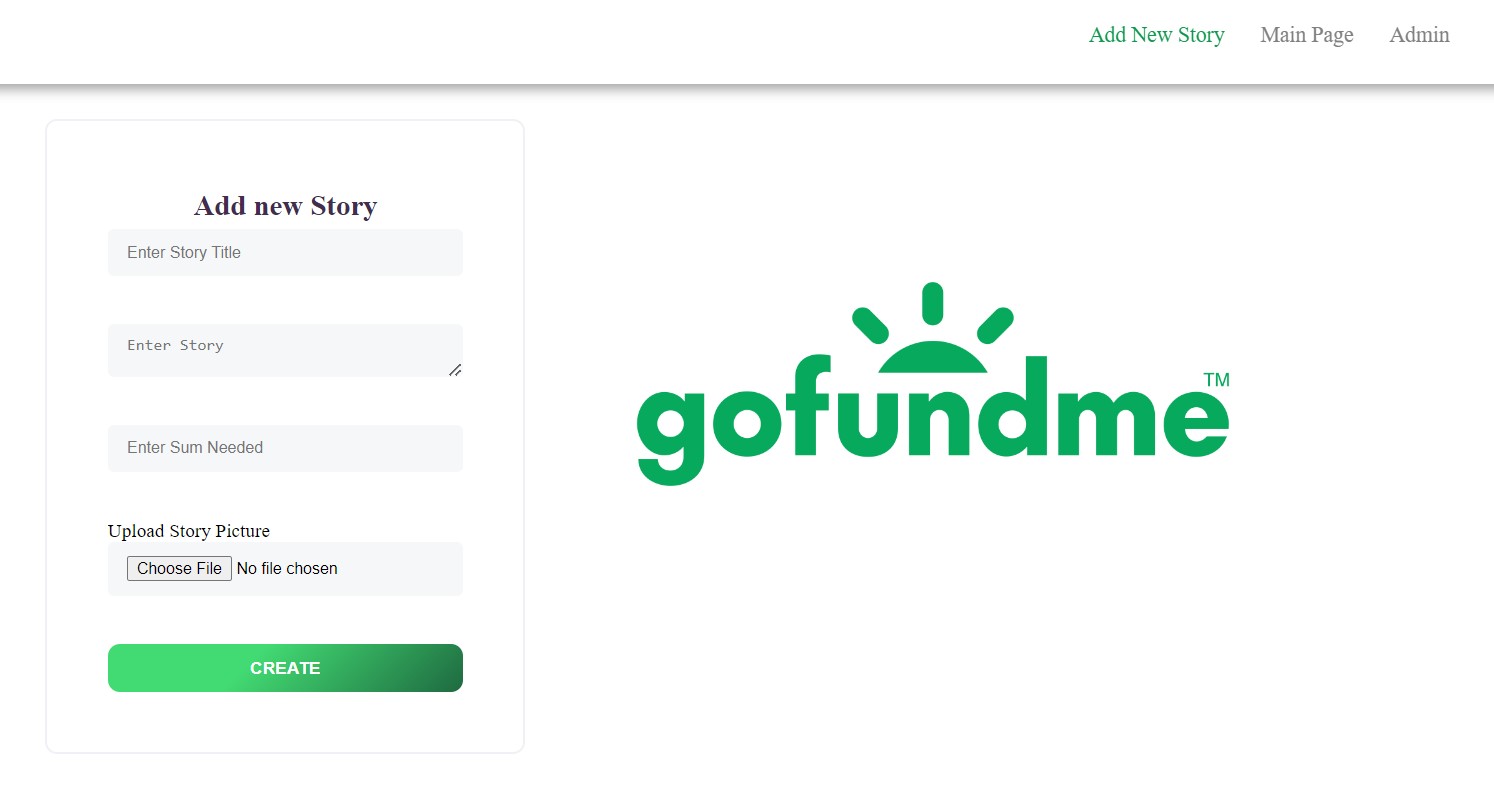 Add New Story Main Page Admin
Add new Story
Enter Story Title
Enter Story
Enter Sum Needed
Upload Story Picture
Choose File No file chosen
CREATE
gofundme™